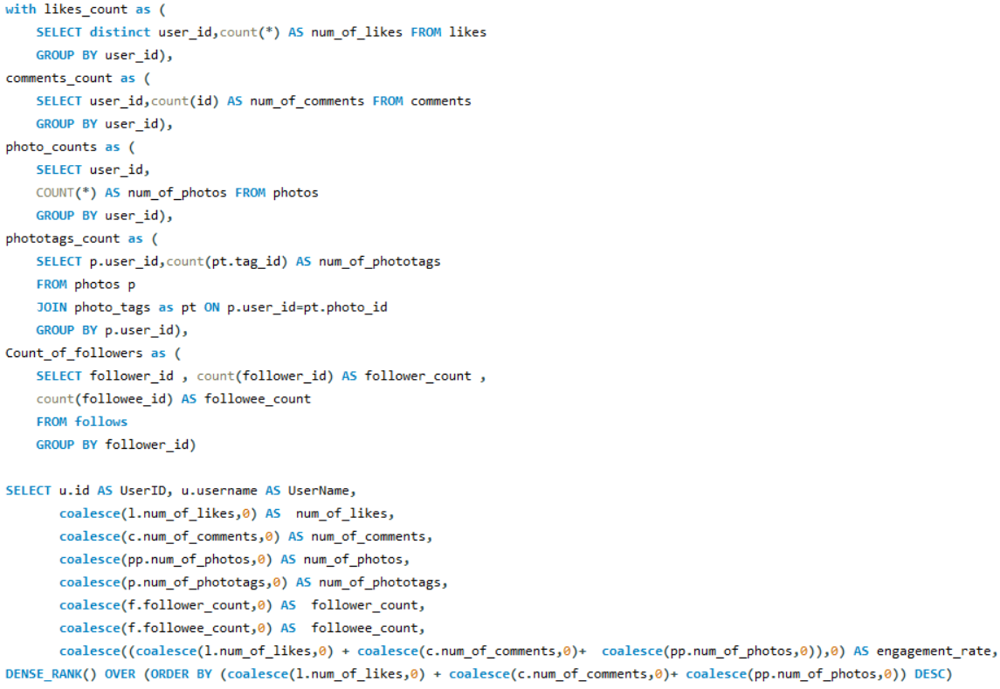 with likes_count as (
SELECT distinct user_id,count(*) AS num_of_likes FROM likes
GROUP BY user_id),
comments_count as (
SELECT user_id,count(id) AS num_of_comments FROM comments
GROUP BY user_id),
photo_counts as (
SELECT user_id,
COUNT(*) AS num_of_photos FROM photos
GROUP BY user_id),
phototags_count as (
SELECT p.user_id,count(pt.tag_id) AS num_of_phototags
FROM photos p
JOIN photo_tags as pt ON p.user_id=pt.photo_id
GROUP BY p.user_id),
Count_of_followers as (
SELECT follower_id , count(follower_id) AS follower_count ,
count(followee_id) AS followee_count
FROM follows
GROUP BY follower_id)
SELECT u.id AS UserID, u.username AS UserName,
coalesce(l.num_of_likes,0) AS  num_of_likes,
coalesce(c.num_of_comments,0) AS num_of_comments,
coalesce(pp.num_of_photos,0) AS num_of_photos,
coalesce(p.num_of_phototags,0) AS num_of_phototags,
coalesce(f.follower_count,0) AS  follower_count,
coalesce(f.followee_count,0) AS  followee_count,
coalesce((coalesce(l.num_of_likes,0) + coalesce(c.num_of_comments,0)+  coalesce(pp.num_of_photos,0)),0) AS engagement_rate,
DENSE_RANK() OVER (ORDER BY (coalesce(l.num_of_likes,0) + coalesce(c.num_of_comments,0)+ coalesce(pp.num_of_photos,0)) DESC)